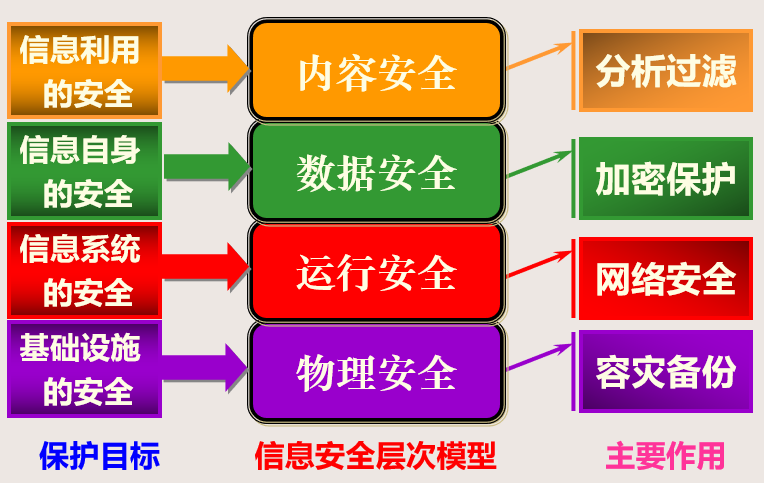 信息利用
的安全
内容安全
分析过滤
信息自身
的安全
数据安全
加密保护
信息系统
的安全
运行安全
网络安全
基础设施
的安全
物理安全
容灾备份
保护目标
信息安全层次模型
主要作用